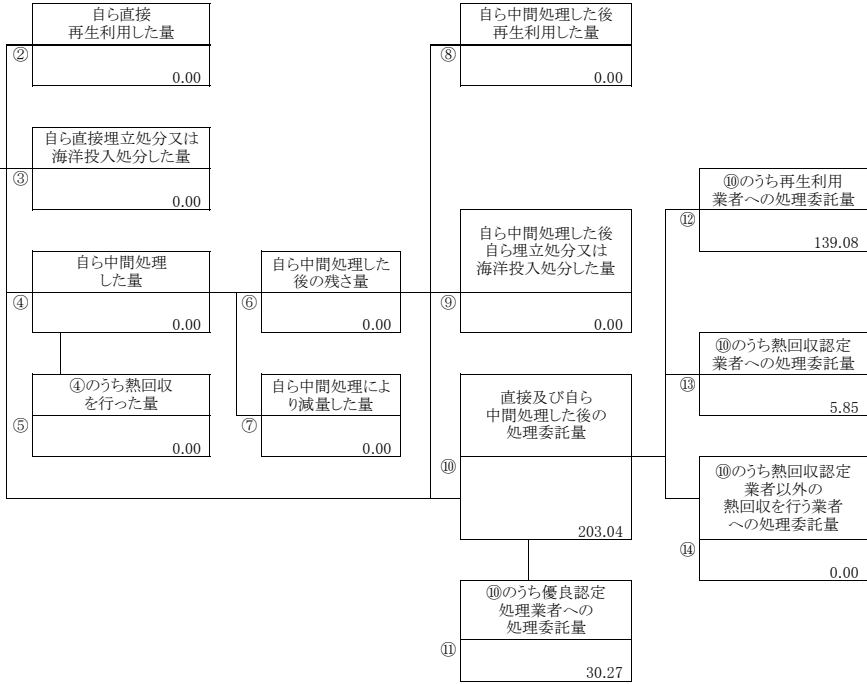 自ら直接
再生利用した量
②
0.00
自ら直接埋立処分又は
海洋投入処分した量
③
0.00
自ら中間処理
した量
④
0.00
④のうち熱回収
を行った量
⑤
0.00
自ら中間処理した
後の残さ量
⑥
0.00
自ら中間処理によ
り減量した量
⑦
0.00
自ら中間処理した後
再生利用した量
⑧
0.00
自ら中間処理した後
自ら埋立処分又は
海洋投入処分した量
⑨
0.00
直接及び自ら
中間処理した後の
処理委託量
⑩
203.04
⑩のうち優良認定
処理業者への
処理委託量
⑪
30.27
⑩のうち再生利用
業者への処理委託量
⑫
139.08
⑩のうち熱回収認定
業者への処理委託量
⑬
5.85
⑩のうち熱回収認定
業者以外の
熱回収を行う業者
への処理委託量
⑭
0.00